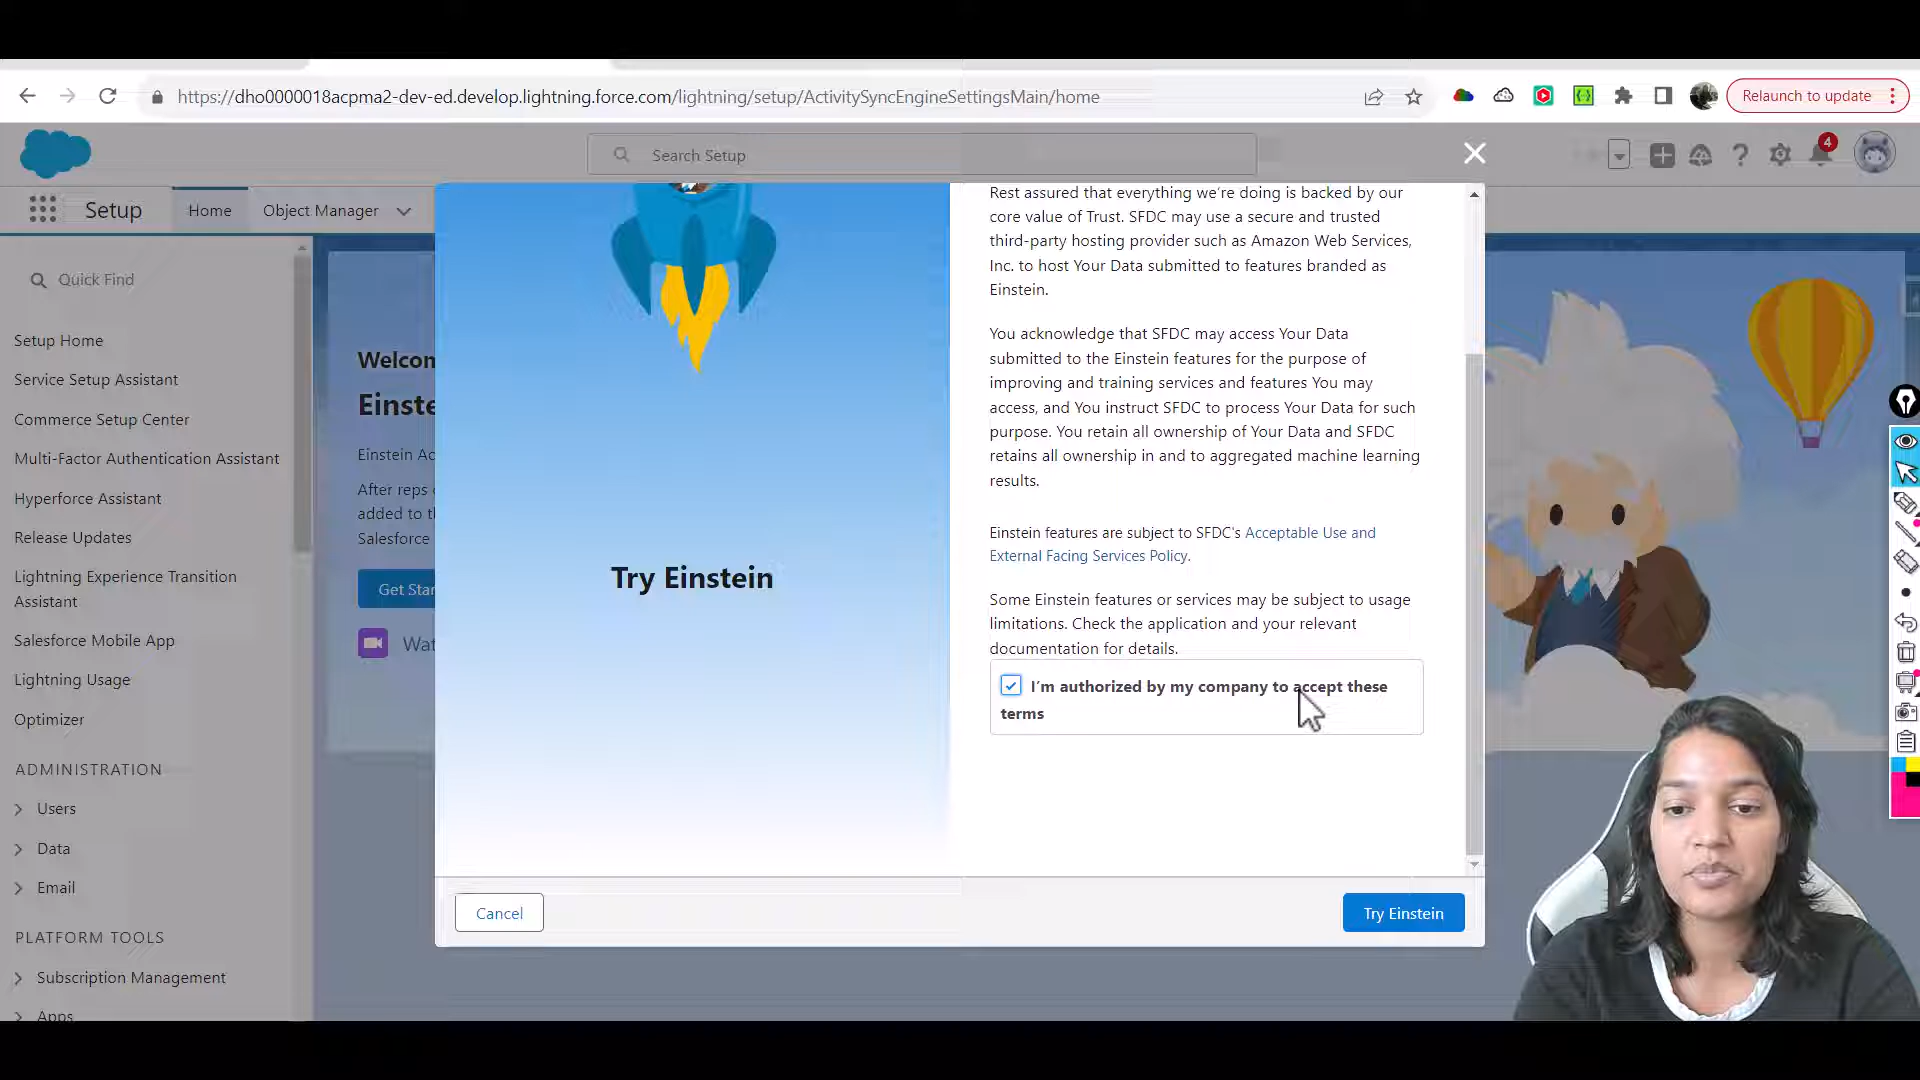 https://dho0000018acpma2-dev-ed.develop.lightning.force.com/lightning/setup/ActivitySyncEngineSettingsMain/home
Relaunch to update
Search Setup
4
Setup
Home
Object Manager
Quick Find
Setup Home
Service Setup Assistant
Commerce Setup Center
Multi-Factor Authentication Assistant
Hyperforce Assistant
Release Updates
Lightning Experience Transition
Assistant
Salesforce Mobile App
Lightning Usage
Optimizer
ADMINISTRATION
Users
Data
Email
PLATFORM TOOLS
Subscription Management
Apps
Einstein
After reps
added to
Salesforce
Try Einstein
Rest assured that everything we're doing is backed by our
core value of Trust. SFDC may use a secure and trusted
third-party hosting provider such as Amazon Web Services,
Inc. to host Your Data submitted to features branded as
Einstein.
You acknowledge that SFDC may access Your Data
submitted to the Einstein features for the purpose of
improving and training services and features You may
access, and You instruct SFDC to process Your Data for such
purpose. You retain all ownership of Your Data and SFDC
retains all ownership in and to aggregated machine learning
results.
Einstein features are subject to SFDC's Acceptable Use and
External Facing Services Policy.
Some Einstein features or services may be subject to usage
limitations. Check the application and your relevant
documentation for details.
I'm authorized by my company to accept these
terms
Cancel
Try Einstein